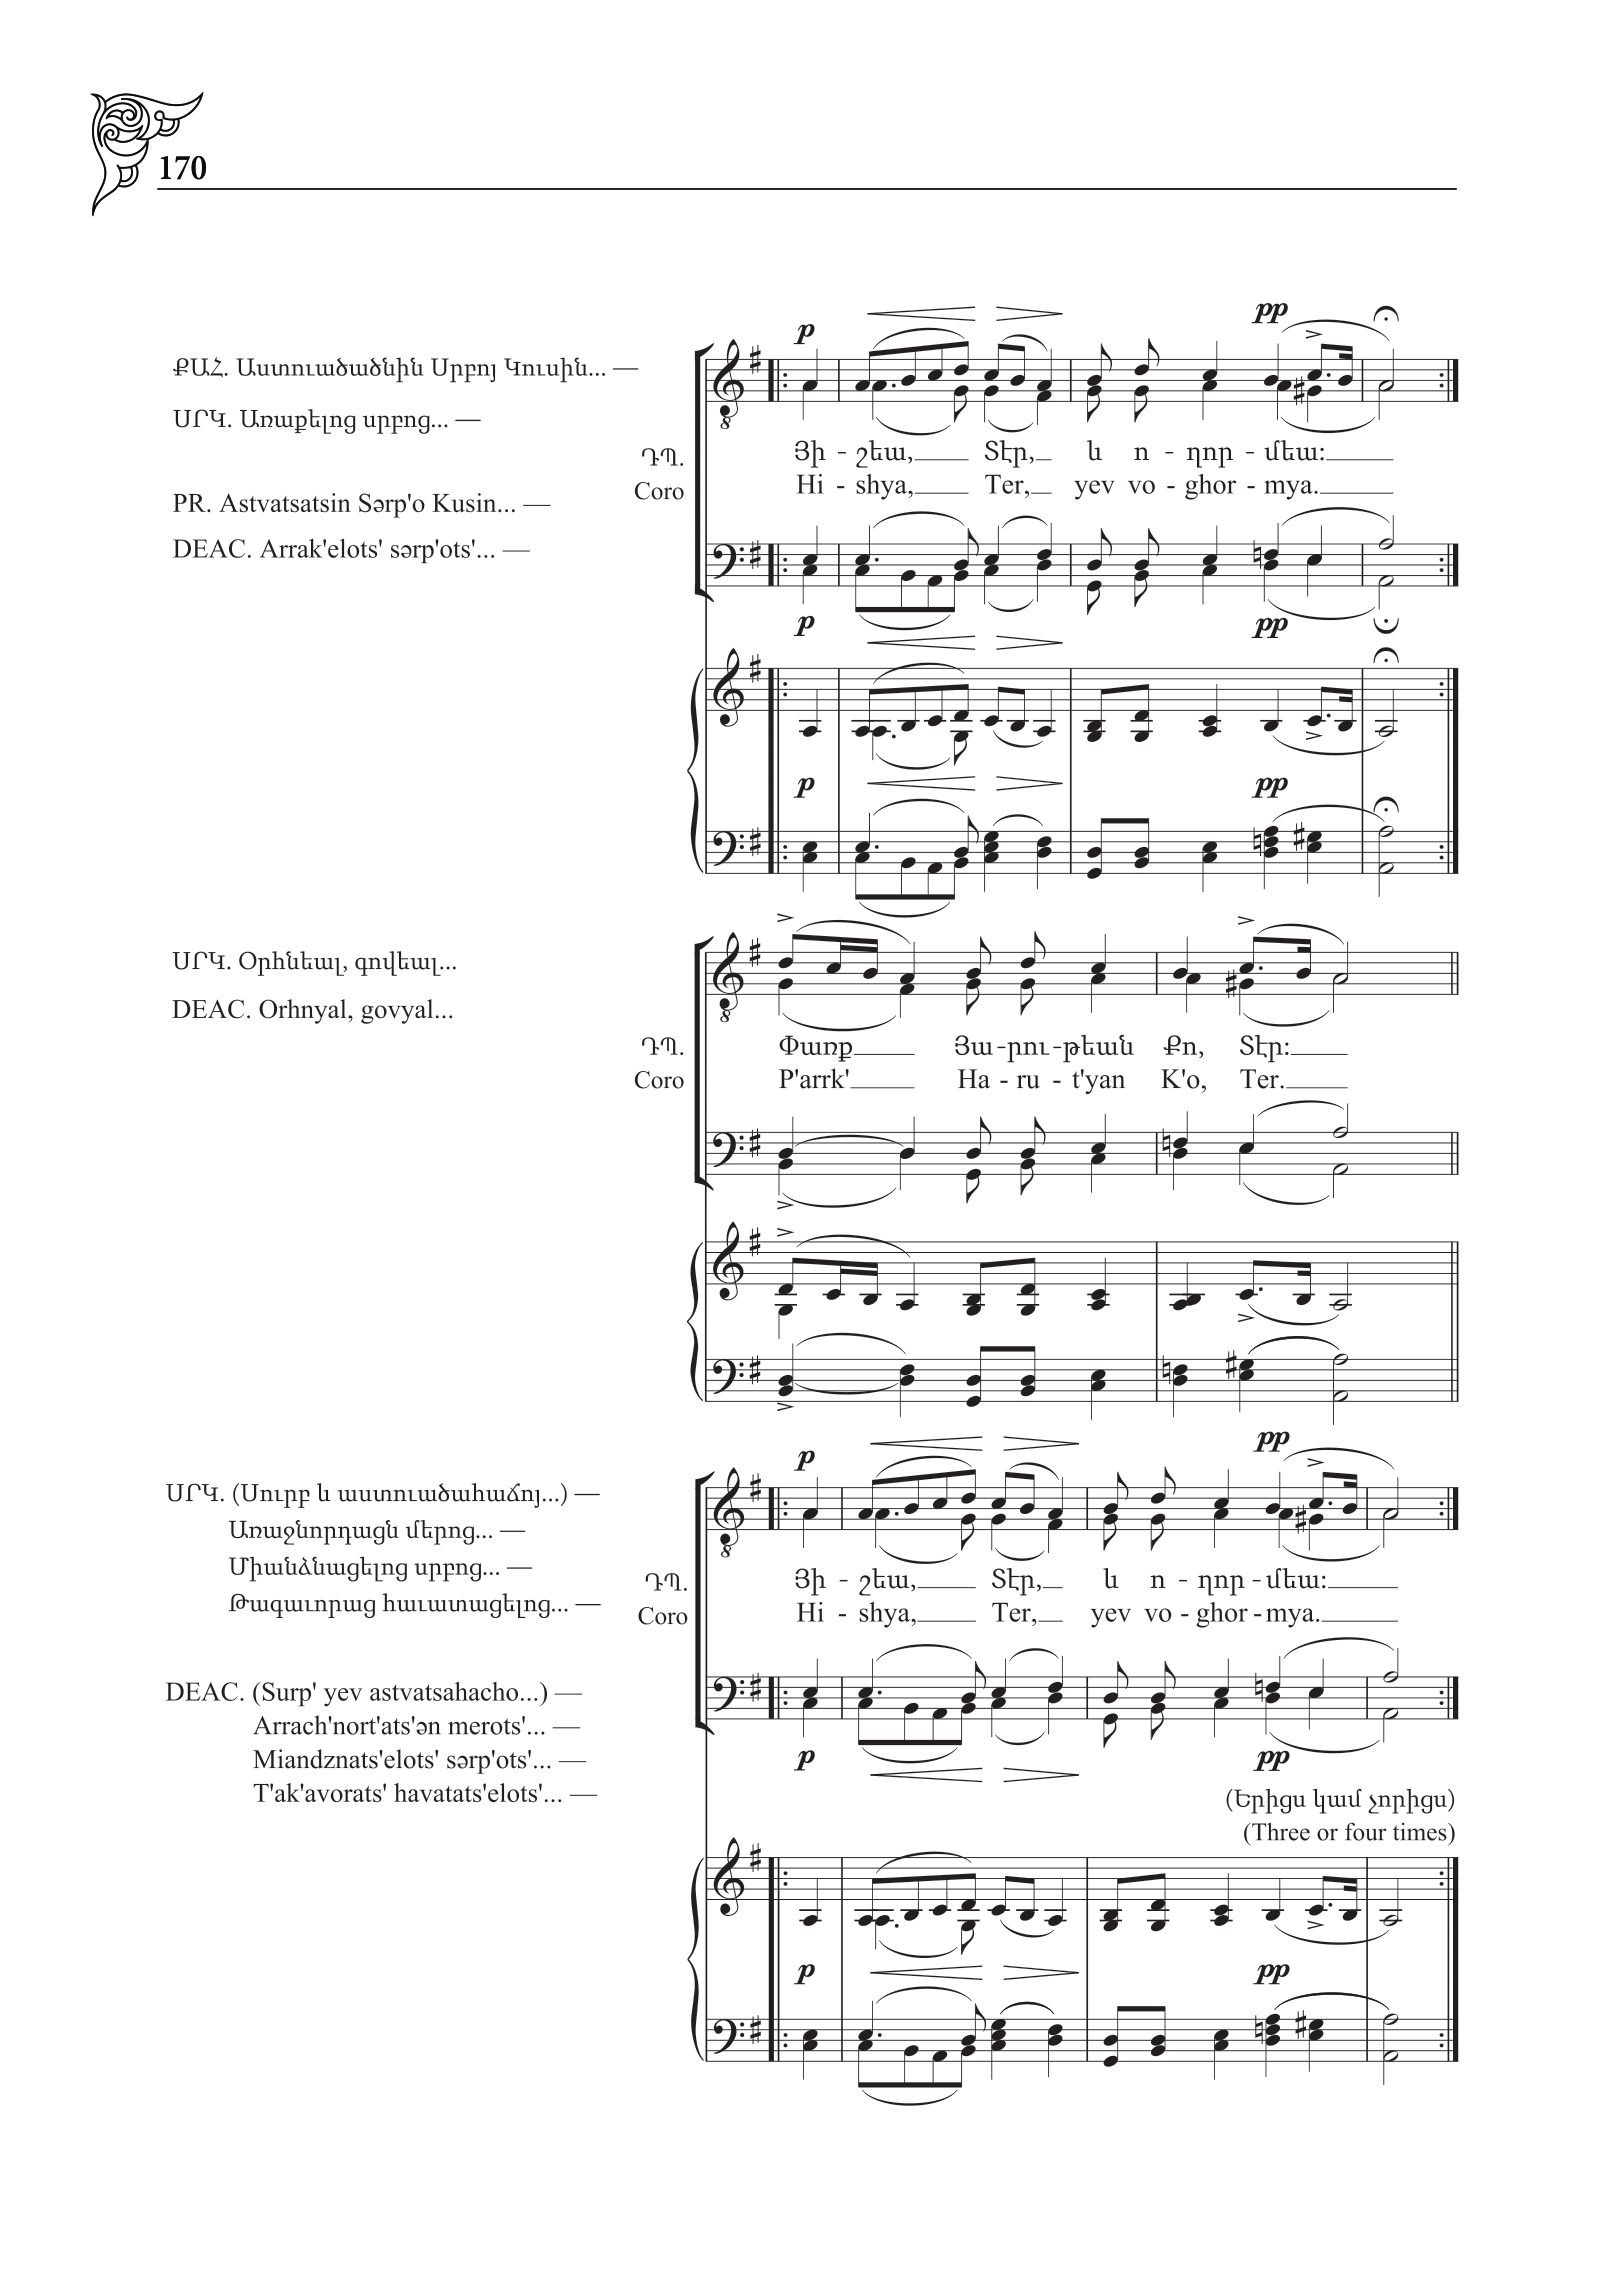 170
ՔԱՀ. Աստուածածնին Սրբոյ Կուսին... —
ՍՐԿ. Առաքելոց սրբոց... —
PR. Astvatsatsin Sərp'o Kusin... —
DEAC. Arrak'elots' sərp'ots'... —
ԴՊ.
Coro
p
pp
Յի - շեա, Տէր, և ո - ղոր - մեա:
Hi - shya, Ter, yev vo - ghor - mya.
p
pp
p
pp
ՍՐԿ. Օրհնեալ, գովեալ...
DEAC. Orhnyal, govyal...
ԴՊ.
Coro
Փառք Յա-րու-թեան Քո, Տէր:
P'arrk' Ha - ru - t'yan K'o, Ter.
ՍՐԿ. (Սուրբ և աստուածահաճոյ...) —
Առաջնորդացն մերոց... —
Միանձնացելոց սրբոց... —
Թագաւորաց հաւատացելոց... —
DEAC. (Surp' yev astvatsahacho...) —
Arrach'nort'ats'ən merots'... —
Miandznats'elots' sərp'ots'... —
T'ak'avorats' havatats'elots'... —
ԴՊ.
Coro
p
pp
Յի - շեա, Տէր, և ո - ղոր - մեա:
Hi - shya, Ter, yev vo - ghor - mya.
p
pp
(Երիցս կամ չորիցս)
(Three or four times)
p
pp